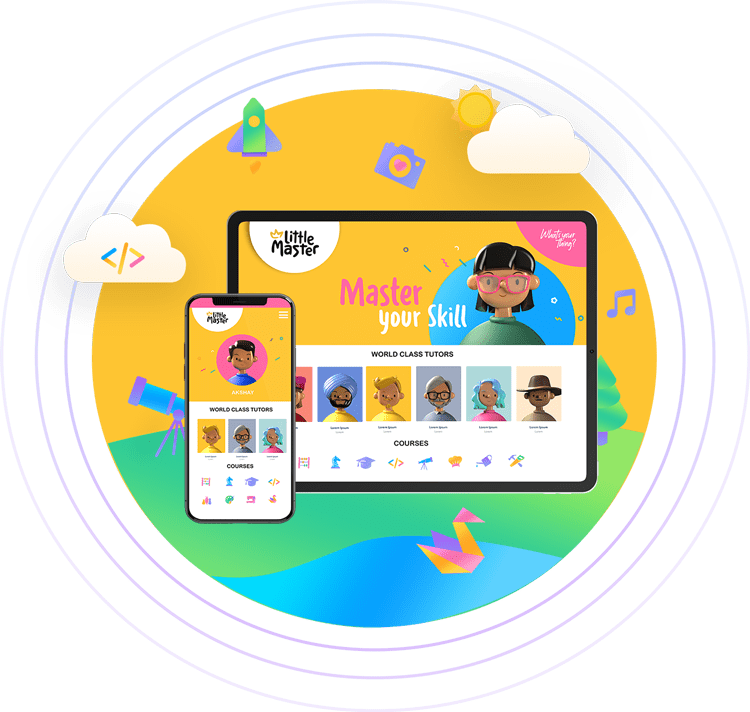 Little
Master
What's your
thing?
Master
your Skill
WORLD CLASS TUTORS
Lorem Ipsum
Lorem Ipsum
Lorem Ipsum
Lorem Ipsum
Lorem Ipsum
COURSES
Little
Master
AKSHAY
WORLD CLASS TUTORS
COURSES